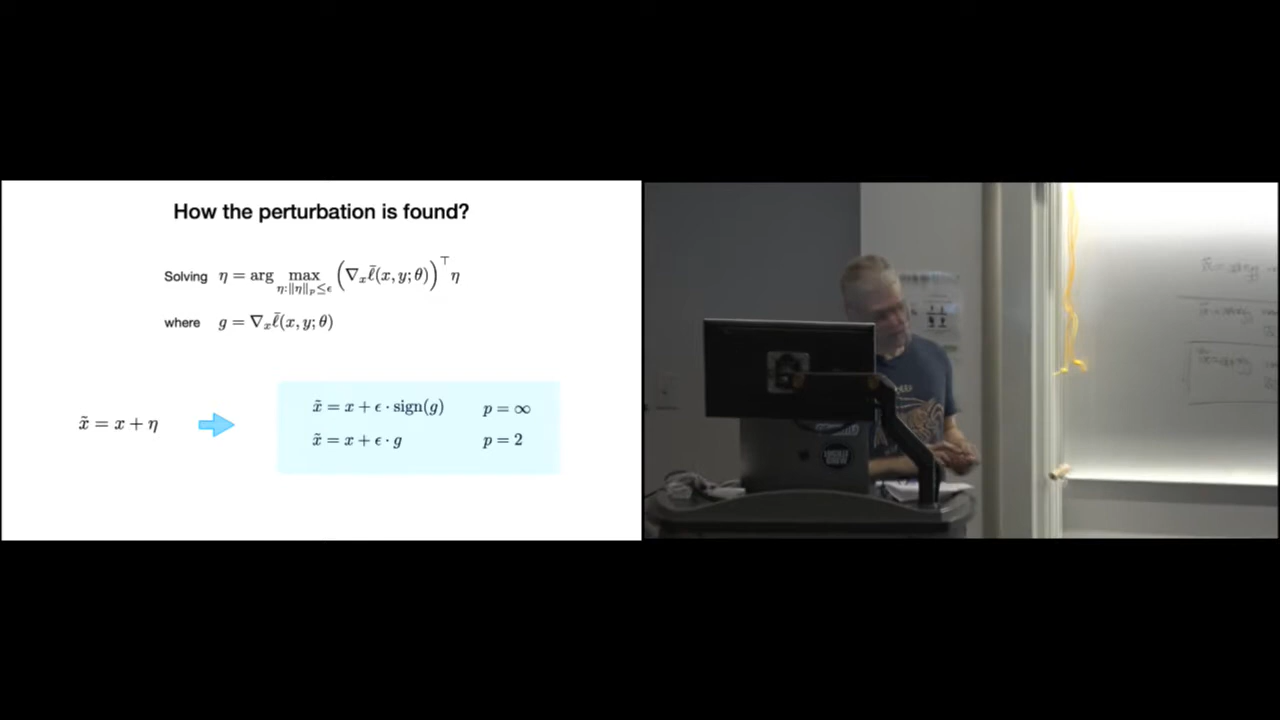 How the perturbation is found?
Solving η = arg max_{η:‖η‖_p ≤ ϵ} (∇_x ℓ̄(x, y; θ))^⊤ η
where g = ∇_x ℓ̄(x, y; θ)
x̃ = x + η
x̃ = x + ϵ · sign(g) p = ∞
x̃ = x + ϵ · g p = 2